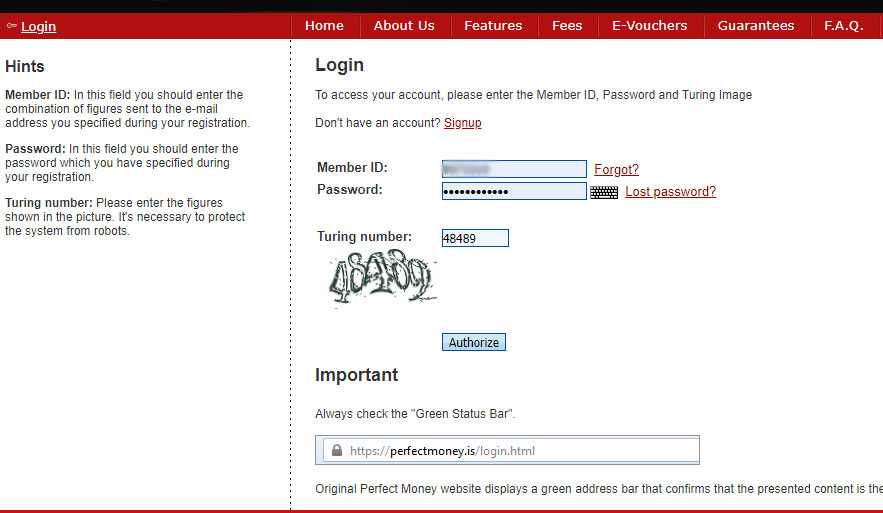 Login
Home
About Us
Features
Fees
E-Vouchers
Guarantees
F.A.Q.
Hints
Member ID: In this field you should enter the
combination of figures sent to the e-mail
address you specified during your registration.
Password: In this field you should enter the
password which you have specified during
your registration.
Turing number: Please enter the figures
shown in the picture. It's necessary to protect
the system from robots.
Login
To access your account, please enter the Member ID, Password and Turing Image
Don't have an account? Signup
Member ID:
Forgot?
Password: ••••••••••••
Lost password?
Turing number: 48489
48489
Authorize
Important
Always check the "Green Status Bar".
https://perfectmoney.is/login.html
Original Perfect Money website displays a green address bar that confirms that the presented content is the